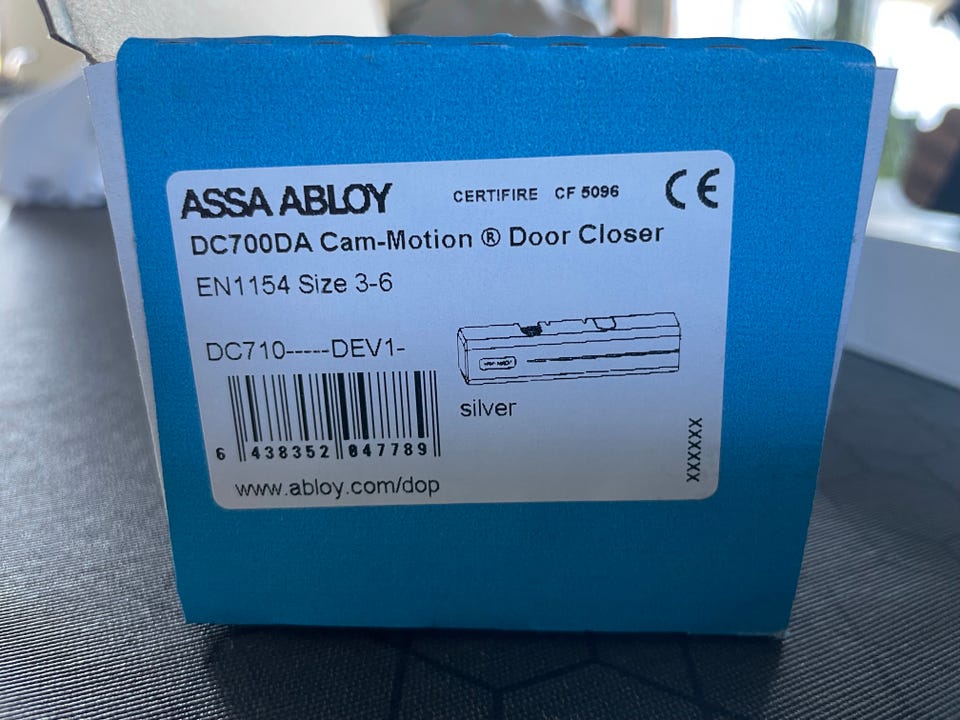 ASSA ABLOY CERTIFIRE CF 5096 CE
DC700DA Cam-Motion ® Door Closer
EN1154 Size 3-6
DC710-----DEV1-
silver
6 438352 047789
www.abloy.com/dop
XXXXXX